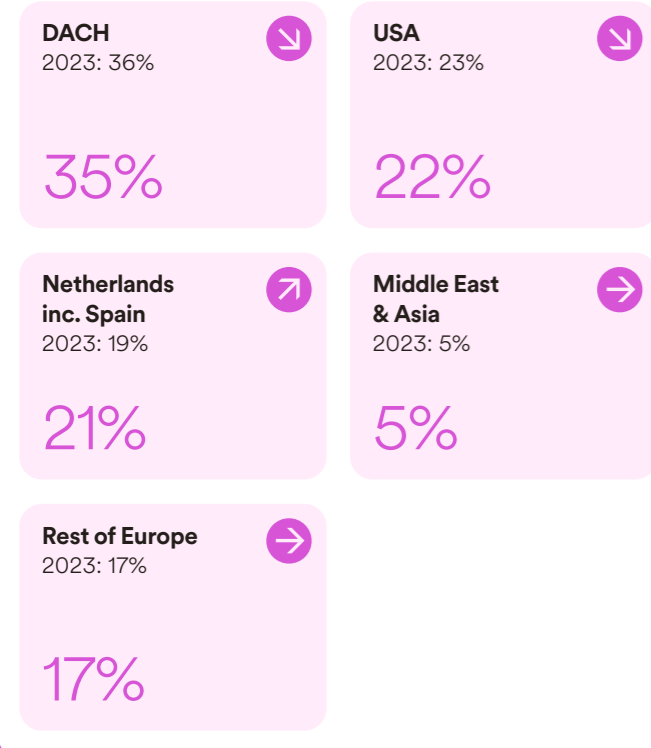 DACH
2023: 36%
35%
USA
2023: 23%
22%
Netherlands
inc. Spain
2023: 19%
21%
Middle East
& Asia
2023: 5%
5%
Rest of Europe
2023: 17%
17%